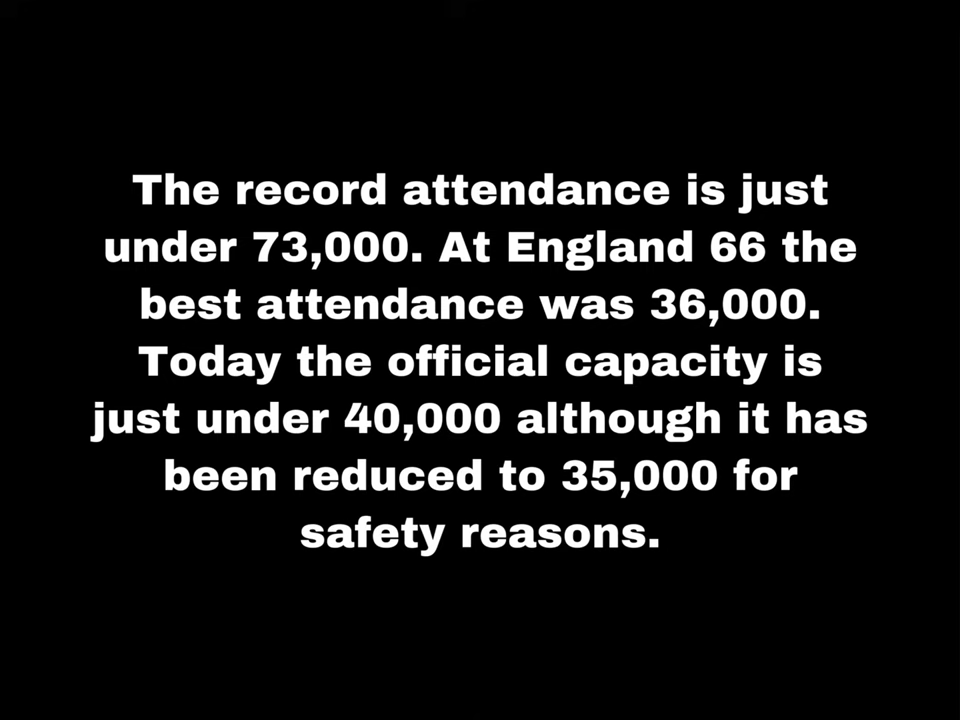 The record attendance is just
under 73,000. At England 66 the
best attendance was 36,000.
Today the official capacity is
just under 40,000 although it has
been reduced to 35,000 for
safety reasons.